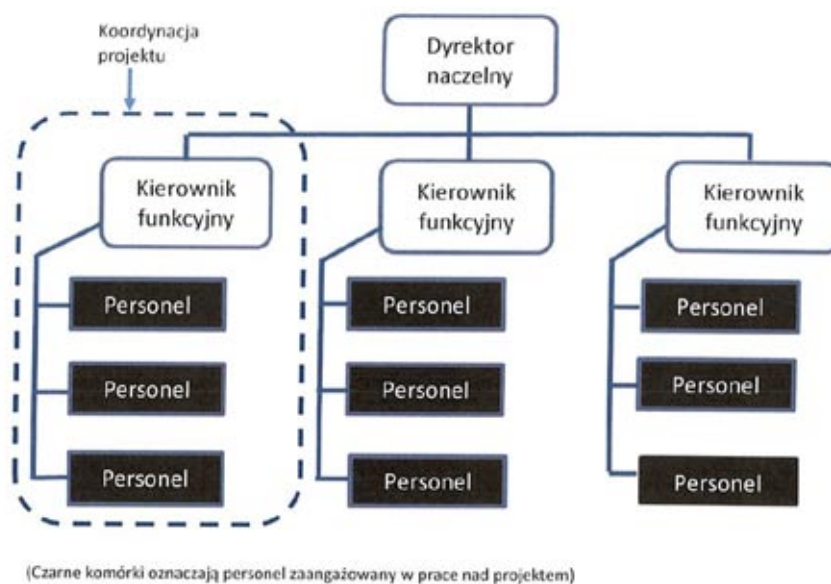 Koordynacja
projektu
Dyrektor
naczelny
Kierownik
funkcyjny
Kierownik
funkcyjny
Kierownik
funkcyjny
Personel
Personel
Personel
Personel
Personel
Personel
Personel
Personel
Personel
(Czarne komórki oznaczają personel zaangażowany w prace nad projektem)